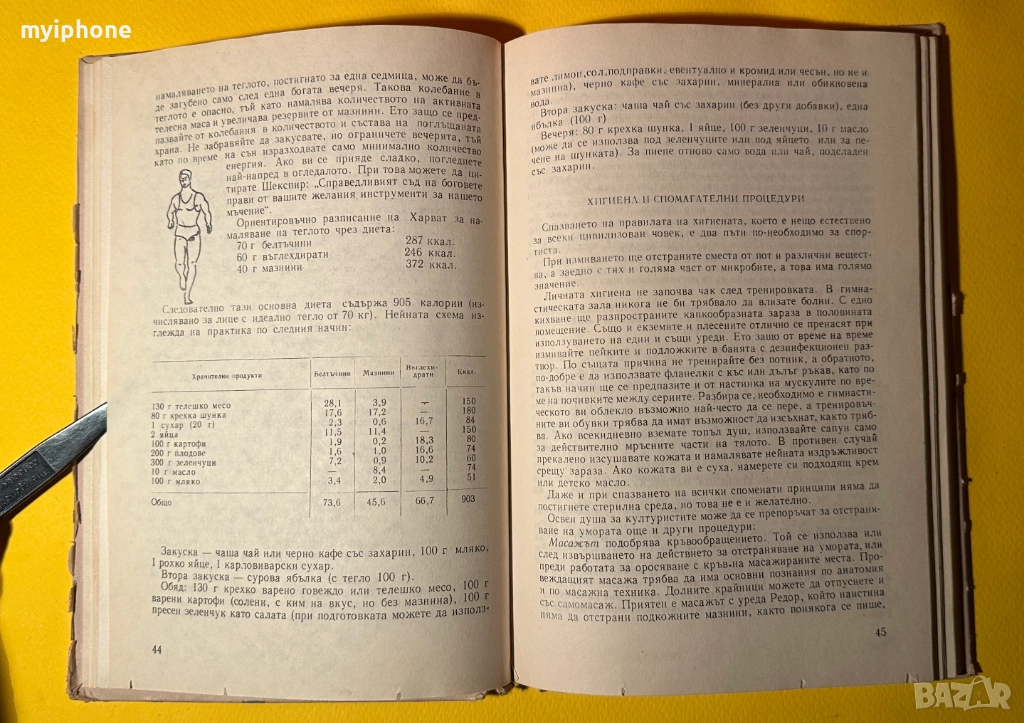 myiphone
намаляването на теглото, постигнато за една седмица, може да бъ-
де загубено само след една богата вечеря. Такова колебание в
теглото е опасно, тъй като намалява количеството на активната
телесна маса и увеличава резервите от мазнини. Ето защо се пред-
пазвайте от колебания в количеството и състава на поглъщаната
храна. Не забравяйте да закусвате, но ограничете вечерята, тъй
като по време на сън изразходвате само минимално количество
енергия. Ако ви се прияде сладко, погледнете
най-напред в огледалото. При това можете да ци-
тирате Шекспир: „Справедливият съд на боговете
прави от вашите желания инструменти за нашето
мъчение“.
Ориентировъчно разписание на Харват за на-
маляване на теглото чрез диета:
70 г белтъчини 287 ккал.
60 г въглехдирати 246 ккал.
40 г мазнини 372 ккал.
Следователно тази основна диета съдържа 905 калории (из-
числявано за лице с идеално тегло от 70 кг). Нейната схема из-
глежда на практика по следния начин:
Хранителни продукти Белтъчини Мазнини Въглехи-драти Ккал.
130 г телешко месо 28,1 3,9 — 150
80 г крехка шунка 17,6 17,2 — 180
1 сухар (20 г) 2,3 0,6 16,7 84
2 яйца 11,5 11,4 — 150
100 г картофи 1,9 0,2 18,3 80
200 г плодове 1,6 1,0 16,6 74
300 г зеленчуци 7,2 0,9 10,2 60
10 г масло — 8,4 — 74
100 г мляко 3,4 2,0 4,9 51
Общо 73,6 45,6 66,7 903
Закуска — чаша чай или черно кафе със захарин, 100 г мляко,
1 рохко яйце, 1 карловиварски сухар.
Втора закуска — сурова ябълка (с тегло 100 г).
Обяд: 130 г крехко варено говеждо или телешко месо, 100 г
варени картофи (солени, с ким на вкус, но без мазнина), 100 г
пресен зеленчук като салата (при подготовката можете да използ-
44
вате лимон, сол, подправки, евентуално и кромид или чесън, но не и
мазнина), черно кафе със захарин, минерална или обикновена
вода.
Втора закуска: чаша чай със захарин (без други добавки), една
ябълка (100 г)
Вечеря: 80 г крехка шунка, 1 яйце, 100 г зеленчуци, 10 г масло
(може да се използва под зеленчуците или под яйцето или за пе-
чене на шунката). За пиене отново само вода или чай, подсладен
със захарин.
ХИГИЕНА И СПОМАГАТЕЛНИ ПРОЦЕДУРИ
Спазването на правилата на хигиената, което е нещо естествено
за всеки цивилизован човек, е два пъти по-необходимо за спор-
тиста.
При измиването ще отстраните сместа от пот и различни вещест-
ва, а заедно с тях и голяма част от микробите, а това има голямо
значение.
Личната хигиена не започва чак след тренировката. В гимнас-
тическата зала никога не би трябвало да влизате болни. С едно
кихване ще разпространите капкообразната зараза в половината
помещение. Също и екземите и плесените отлично се пренасят при
използуването на едни и същи уреди. Ето защо от време на време
измивайте пейките и подложките в банята с дезинфекционен раз-
твор. По същата причина не тренирайте без потник, а обратното,
по-добре е да използвате фланелки с къс или дълъг ръкав, като по
такъв начин ще се предпазите и от настинка на мускулите по вре-
ме на почивките между сериите. Разбира се, необходимо е гимнасти-
ческото ви облекло възможно най-често да се пере, а тренировъч-
ните ви обувки трябва да имат възможност да изсъхнат, както тряб-
ва. Ако всекидневно вземате топъл душ, използувайте сапун само
за действително мръсните части на тялото. В противен случай
прекалено изсушавате кожата и намалявате нейната издръжливост
срещу зараза. Ако кожата ви е суха, намерете си подходящ крем
или детско масло.
Даже и при спазването на всички споменати принципи няма да
постигнете стерилна среда, но това не е и желателно.
Освен душа за културистите може да се препоръчат за отстраня-
ване на умората още и други процедури:
Масажът подобрява кръвообращението. Той се използва или
след извършването на действието за отстраняване на умората, или
преди работата за оросяване с кръв на масажираните места. Про-
веждащият масажа трябва да има основни познания по анатомия
и по масажна техника. Долните крайници можете да отпуснете и
със самомасаж. Приятен е масажът с уреда Редор, който наистина
няма да отстрани подкожните мазнини, както понякога се пише,
45
BAZAR